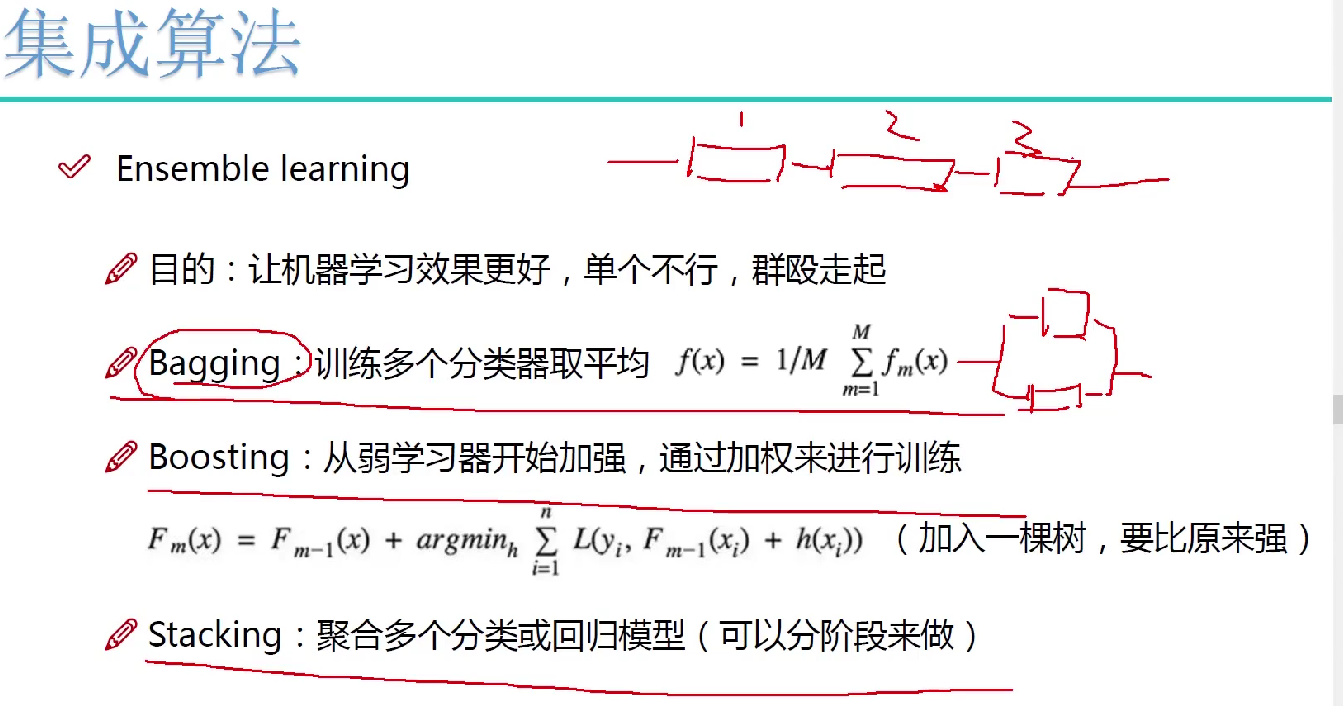 集成算法
1 2 3
Ensemble learning
目的：让机器学习效果更好，单个不行，群殴走起
Bagging：训练多个分类器取平均 f(x) = 1/M ∑_{m=1}^{M} f_m(x)
Boosting：从弱学习器开始加强，通过加权来进行训练
F_m(x) = F_{m−1}(x) + argmin_h ∑_{i=1}^{n} L(y_i, F_{m−1}(x_i) + h(x_i)) （加入一棵树，要比原来强）
Stacking：聚合多个分类或回归模型（可以分阶段来做）